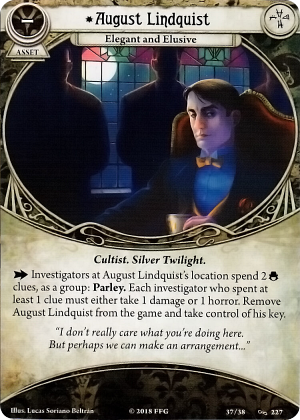 August Lindquist
Elegant and Elusive
ASSET
Cultist. Silver Twilight.
Investigators at August Lindquist's location spend 2
clues, as a group: Parley. Each investigator who spent at
least 1 clue must either take 1 damage or 1 horror. Remove
August Lindquist from the game and take control of his key.
"I don't really care what you're doing here.
But perhaps we can make an arrangement..."
Illus. Lucas Soriano Beltrán
© 2018 FFG
37/38
227